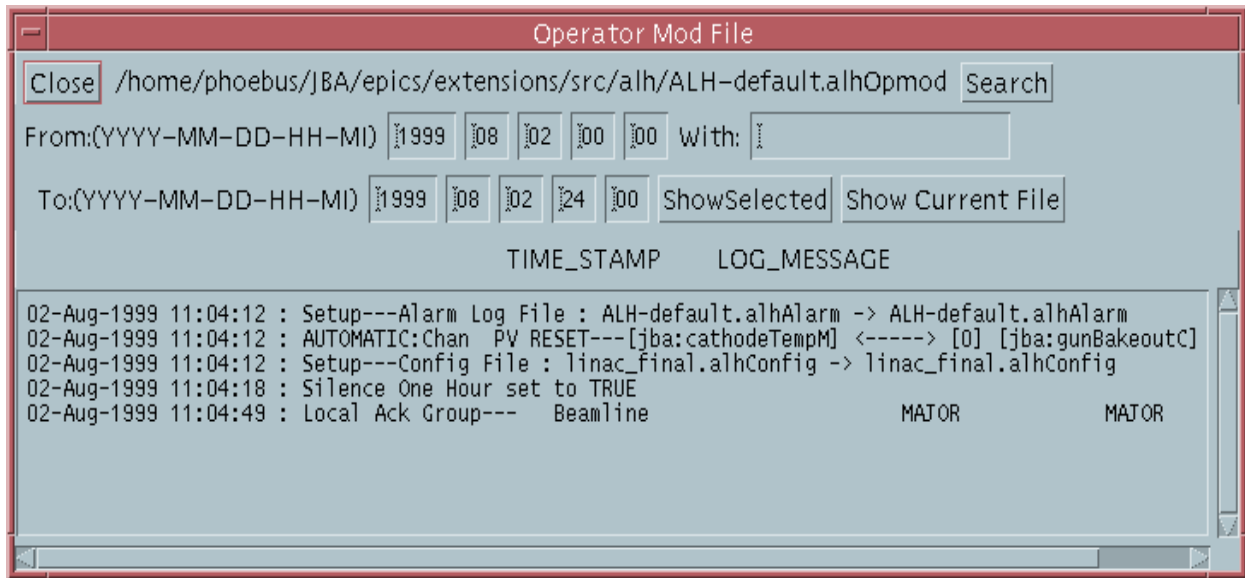 Operator Mod File
Close /home/phoebus/JBA/epics/extensions/src/alh/ALH-default.alhOpmod Search
From:(YYYY-MM-DD-HH-MI) 1999 08 02 00 00 With:
To:(YYYY-MM-DD-HH-MI) 1999 08 02 24 00 ShowSelected Show Current File
TIME_STAMP LOG_MESSAGE
02-Aug-1999 11:04:12 : Setup---Alarm Log File : ALH-default.alhAlarm -> ALH-default.alhAlarm
02-Aug-1999 11:04:12 : AUTOMATIC:Chan PV RESET---[jba:cathodeTempM] <-----> [0] [jba:gunBakeoutC]
02-Aug-1999 11:04:12 : Setup---Config File : linac_final.alhConfig -> linac_final.alhConfig
02-Aug-1999 11:04:18 : Silence One Hour set to TRUE
02-Aug-1999 11:04:49 : Local Ack Group--- Beamline MAJOR MAJOR